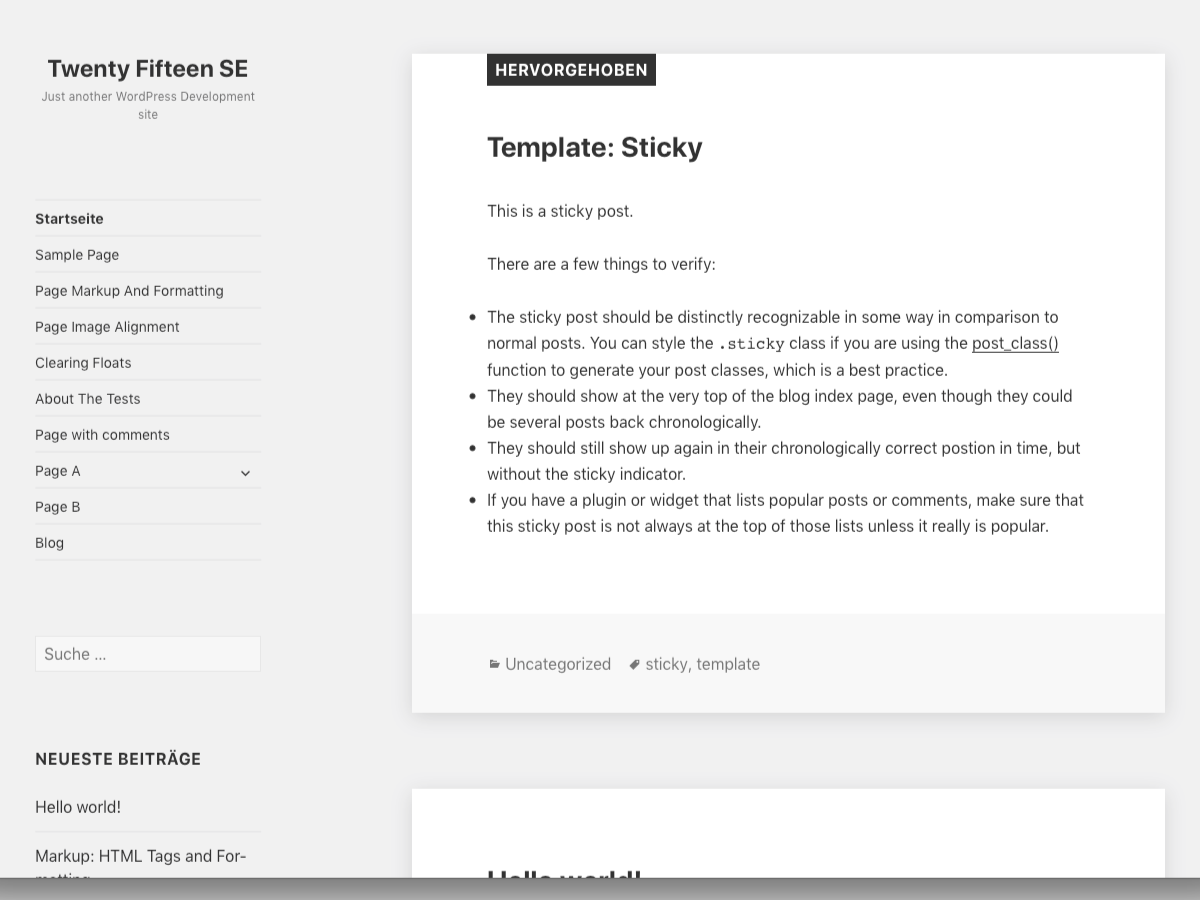 Twenty Fifteen SE
Just another WordPress Development
site
Startseite
Sample Page
Page Markup And Formatting
Page Image Alignment
Clearing Floats
About The Tests
Page with comments
Page A
Page B
Blog
Suche ...
NEUESTE BEITRÄGE
Hello world!
Markup: HTML Tags and For-
matting
HERVORGEHOBEN
Template: Sticky
This is a sticky post.
There are a few things to verify:
• The sticky post should be distinctly recognizable in some way in comparison to
normal posts. You can style the .sticky class if you are using the post_class()
function to generate your post classes, which is a best practice.
• They should show at the very top of the blog index page, even though they could
be several posts back chronologically.
• They should still show up again in their chronologically correct postion in time, but
without the sticky indicator.
• If you have a plugin or widget that lists popular posts or comments, make sure that
this sticky post is not always at the top of those lists unless it really is popular.
Uncategorized sticky, template
Hello world!